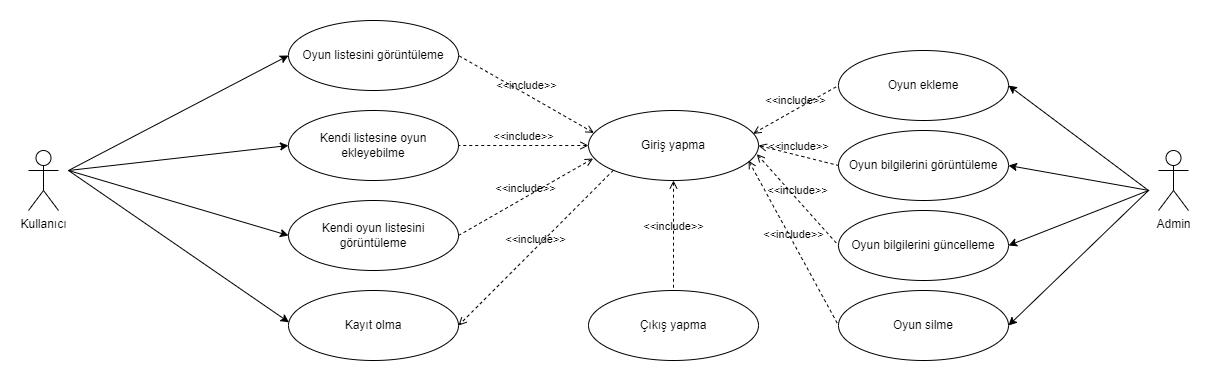 Oyun listesini görüntüleme
Kendi listesine oyun
ekleyebilme
Kendi oyun listesini
görüntüleme
Kayıt olma
Kullanıcı
<<include>>
<<include>>
<<include>>
<<include>>
Giriş yapma
<<include>>
Çıkış yapma
<<include>>
<<include>>
<<include>>
<<include>>
Oyun ekleme
Oyun bilgilerini görüntüleme
Oyun bilgilerini güncelleme
Oyun silme
Admin